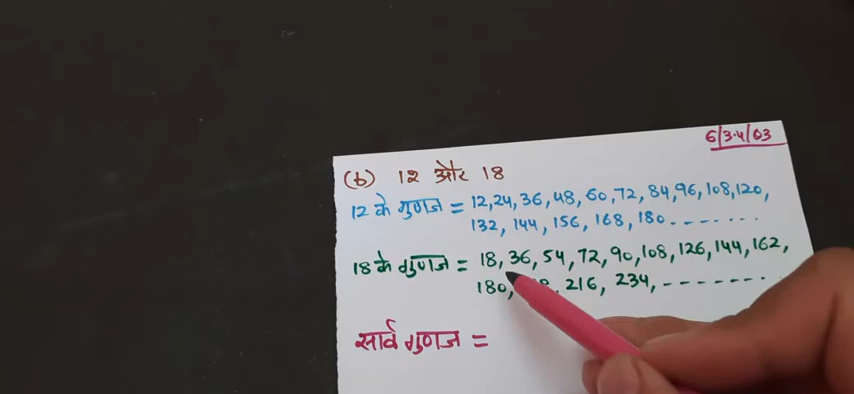 6/3.4/Q3
(b) 12 और 18
12 के गुणज = 12, 24, 36, 48, 60, 72, 84, 96, 108, 120,
132, 144, 156, 168, 180.......
18 के गुणज = 18, 36, 54, 72, 90, 108, 126, 144, 162,
180, 216, 234, --------
सार्व गुणज =